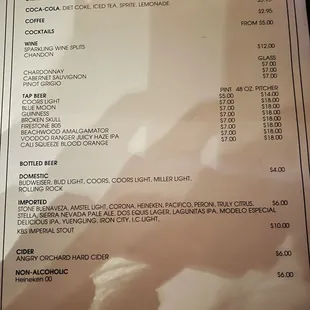 COCA-COLA, DIET COKE, ICED TEA, SPRITE, LEMONADE $2.95
COFFEE FROM $5.00
COCKTAILS
WINE
SPARKLING WINE SPLITS $12.00
CHANDON
GLASS
CHARDONNAY $7.00
CABERNET SAUVIGNON $7.00
PINOT GRIGIO $7.00
TAP BEER PINT 48 OZ. PITCHER
COORS LIGHT $5.00 $14.00
BLUE MOON $7.00 $18.00
GUINNESS $7.00 $18.00
BROKEN SKULL $7.00 $18.00
FIRESTONE 805 $7.00 $18.00
BEACHWOOD AMALGAMATOR $7.00 $18.00
VOODOO RANGER JUICY HAZE IPA $7.00 $18.00
CALI SQUEEZE BLOOD ORANGE $7.00 $18.00
BOTTLED BEER
DOMESTIC $4.00
BUDWEISER, BUD LIGHT, COORS, COORS LIGHT, MILLER LIGHT,
ROLLING ROCK
IMPORTED $6.00
STONE BUENAVEZA, AMSTEL LIGHT, CORONA, HEINEKEN, PACIFICO, PERONI, TRULY CITRUS,
STELLA, SIERRA NEVADA PALE ALE, DOS EQUIS LAGER, LAGUNITAS IPA, MODELO ESPECIAL
DELICIOUS IPA, YUENGLING, IRON CITY, I.C LIGHT,
KBS IMPERIAL STOUT $10.00
CIDER
ANGRY ORCHARD HARD CIDER $6.00
NON-ALCOHOLIC
Heineken 00 $6.00